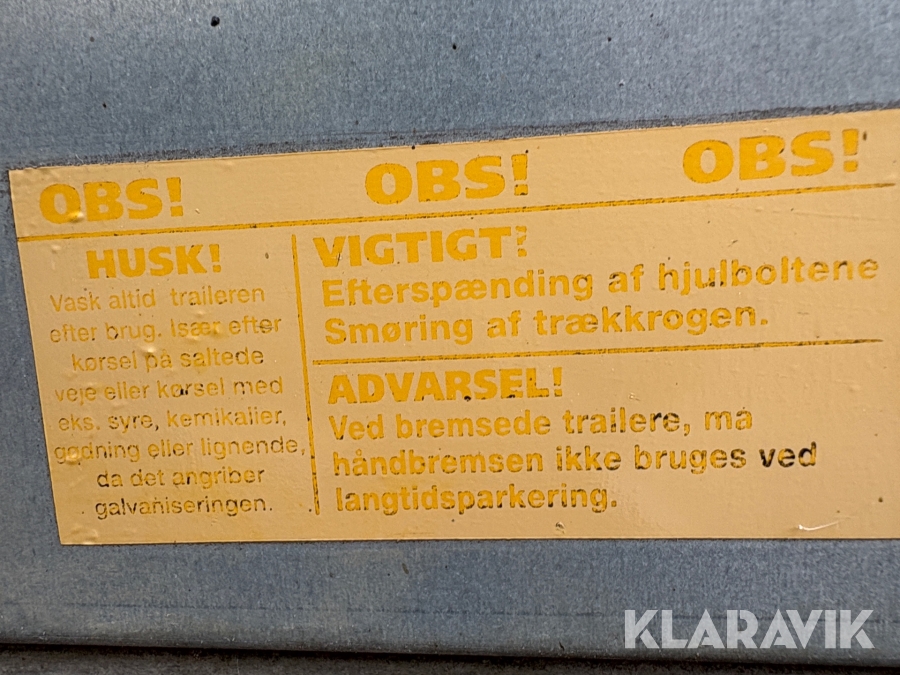 OBS! OBS! OBS!
HUSK!
Vask altid traileren
efter brug. Især efter
kørsel på saltede
veje eller kørsel med
eks. syre, kemikalier,
gødning eller lignende,
da det angriber
galvaniseringen.
VIGTIGT!
Efterspænding af hjulboltene
Smøring af trækkrogen.
ADVARSEL!
Ved bremsede trailere, må
håndbremsen ikke bruges ved
langtidsparkering.
KLARAVIK